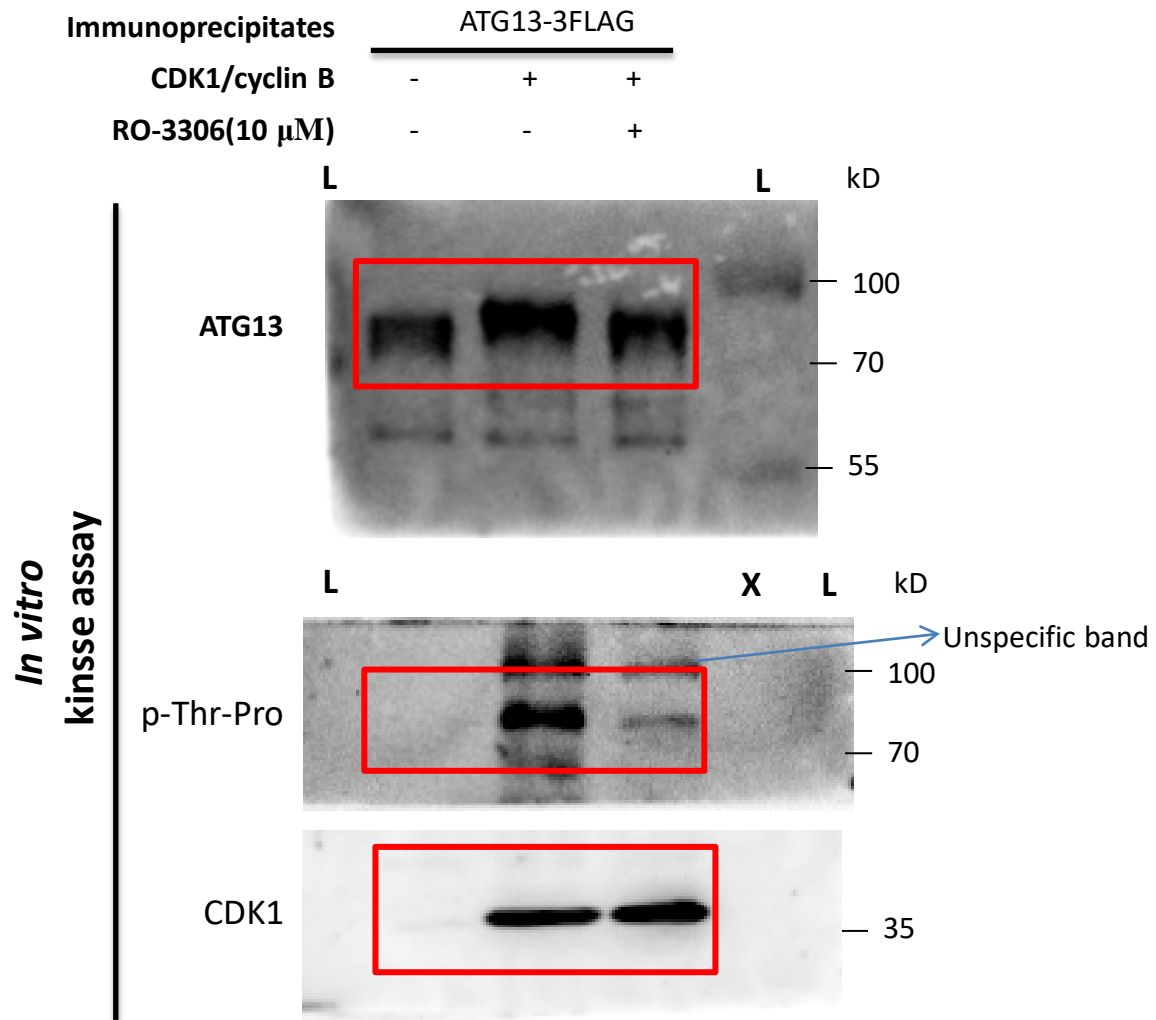 Immunoprecipitates ATG13-3FLAG
CDK1/cyclin B - + +
RO-3306(10 μM) - - +
L L kD
100
ATG13
70
55
In vitro
kinsse assay
L X L kD
Unspecific band
100
p-Thr-Pro
70
CDK1
35